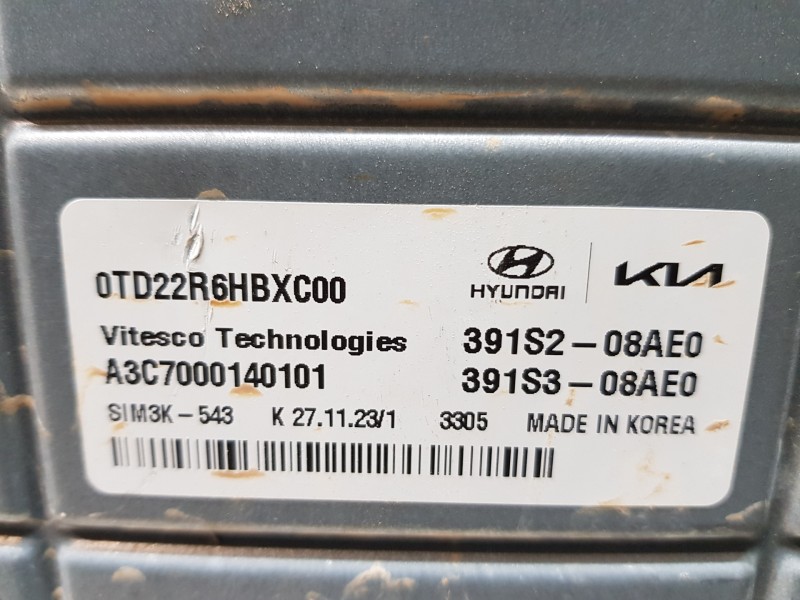 HYUNDAI KIA
0TD22R6HBXC00
Vitesco Technologies 391S2-08AE0
A3C7000140101 391S3-08AE0
SIM3K-543 K 27.11.23/1 3305 MADE IN KOREA